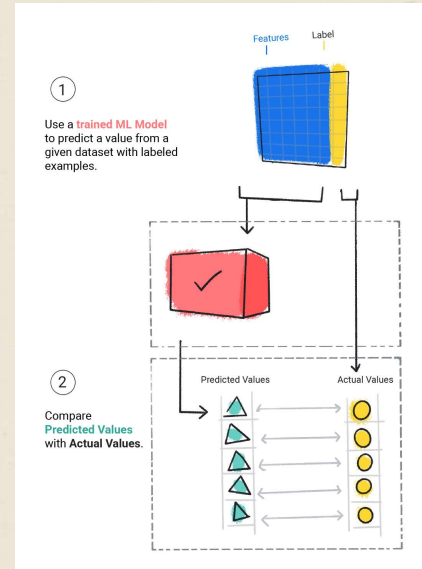 Features
Label
1
Use a trained ML Model
to predict a value from a
given dataset with labeled
examples.
2
Compare
Predicted Values
with Actual Values.
Predicted Values
Actual Values